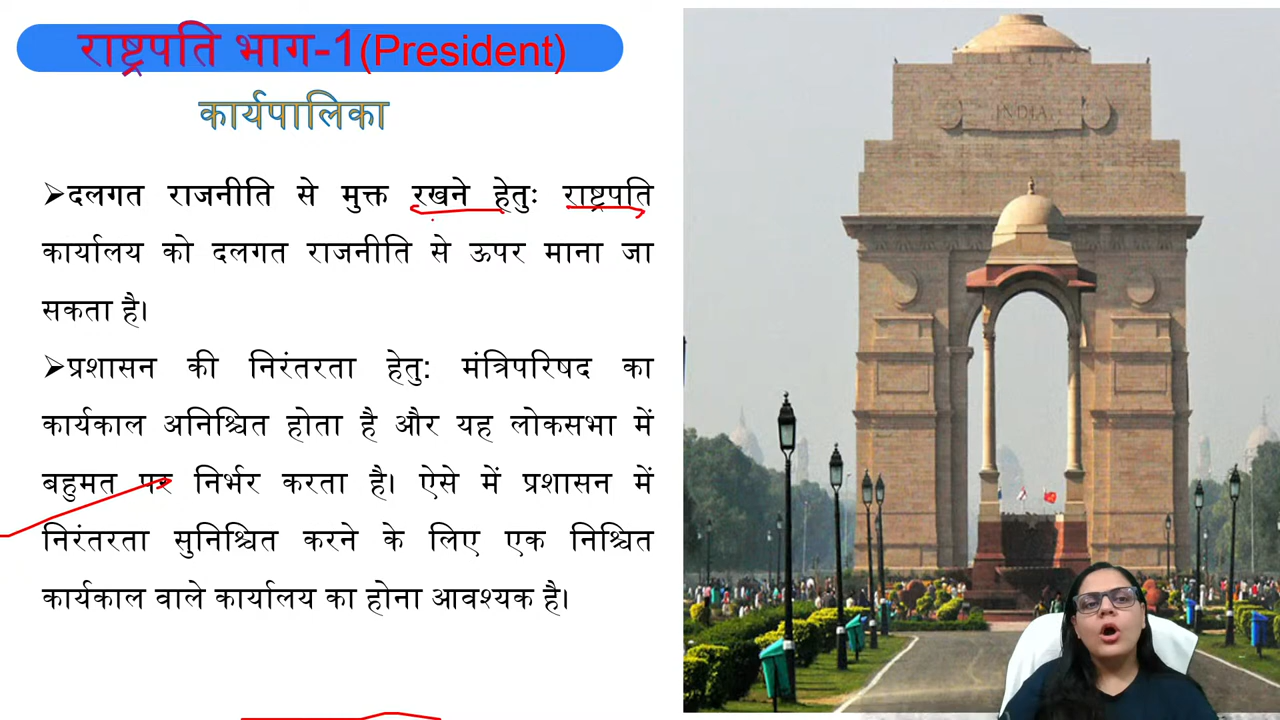 राष्ट्रपति भाग-1(President)
कार्यपालिका
➢दलगत राजनीति से मुक्त रखने हेतुः राष्ट्रपति
कार्यालय को दलगत राजनीति से ऊपर माना जा
सकता है।
➢प्रशासन की निरंतरता हेतु: मंत्रिपरिषद का
कार्यकाल अनिश्चित होता है और यह लोकसभा में
बहुमत पर निर्भर करता है। ऐसे में प्रशासन में
निरंतरता सुनिश्चित करने के लिए एक निश्चित
कार्यकाल वाले कार्यालय का होना आवश्यक है।
INDIA